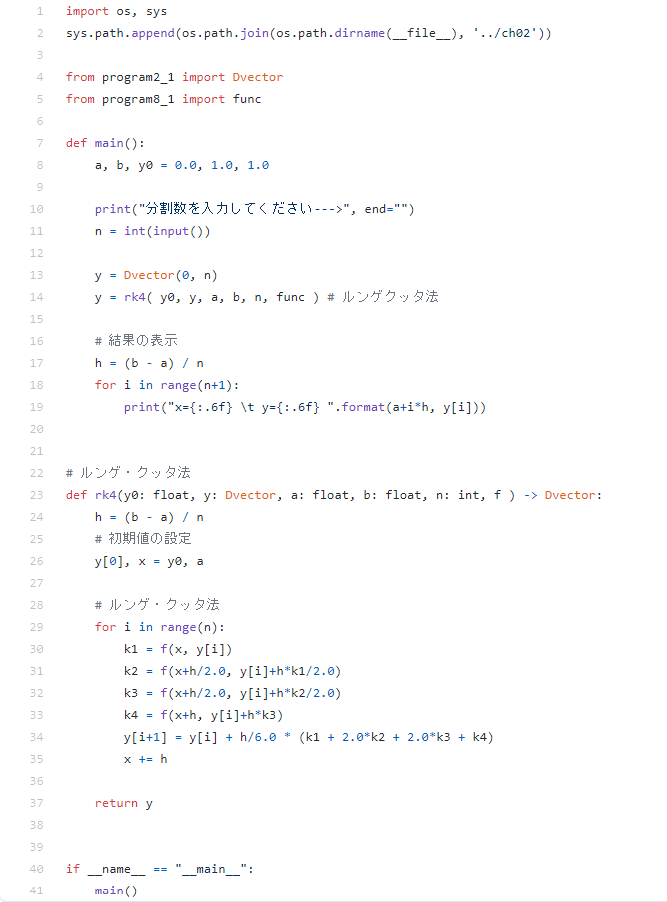 1 import os, sys
2 sys.path.append(os.path.join(os.path.dirname(__file__), '../ch02'))
3
4 from program2_1 import Dvector
5 from program8_1 import func
6
7 def main():
8     a, b, y0 = 0.0, 1.0, 1.0
9
10     print("分割数を入力してください--->", end="")
11     n = int(input())
12
13     y = Dvector(0, n)
14     y = rk4( y0, y, a, b, n, func ) # ルンゲクッタ法
15
16     # 結果の表示
17     h = (b - a) / n
18     for i in range(n+1):
19         print("x={:.6f} \t y={:.6f} ".format(a+i*h, y[i]))
20
21
22 # ルンゲ・クッタ法
23 def rk4(y0: float, y: Dvector, a: float, b: float, n: int, f ) -> Dvector:
24     h = (b - a) / n
25     # 初期値の設定
26     y[0], x = y0, a
27
28     # ルンゲ・クッタ法
29     for i in range(n):
30         k1 = f(x, y[i])
31         k2 = f(x+h/2.0, y[i]+h*k1/2.0)
32         k3 = f(x+h/2.0, y[i]+h*k2/2.0)
33         k4 = f(x+h, y[i]+h*k3)
34         y[i+1] = y[i] + h/6.0 * (k1 + 2.0*k2 + 2.0*k3 + k4)
35         x += h
36
37     return y
38
39
40 if __name__ == "__main__":
41     main()